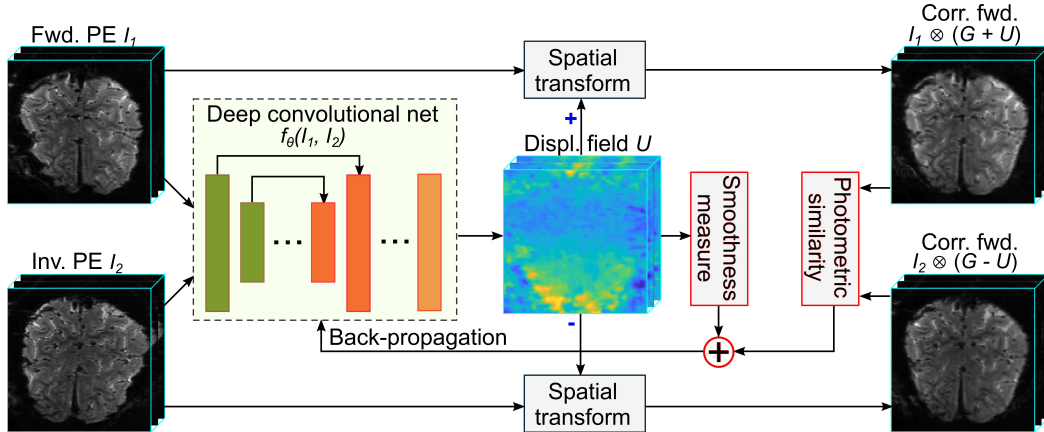 Fwd. PE I₁
Spatial
transform
Corr. fwd.
I₁ ⊗ (G + U)
Deep convolutional net
f_θ(I₁, I₂)
...
...
+
Displ. field U
Smoothness
measure
Photometric
similarity
Inv. PE I₂
-
Back-propagation
+
Spatial
transform
Corr. fwd.
I₂ ⊗ (G - U)